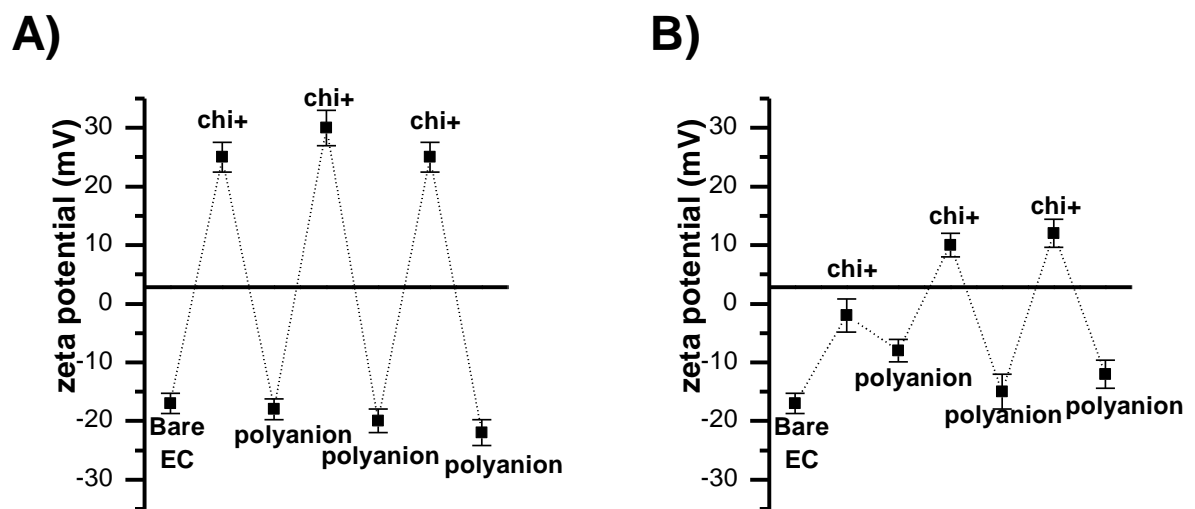 A)
zeta potential (mV)
30
20
10
0
-10
-20
-30
chi+
chi+
chi+
Bare
EC
polyanion
polyanion
polyanion
B)
zeta potential (mV)
30
20
10
0
-10
-20
-30
chi+
chi+
chi+
polyanion
polyanion
polyanion
Bare
EC